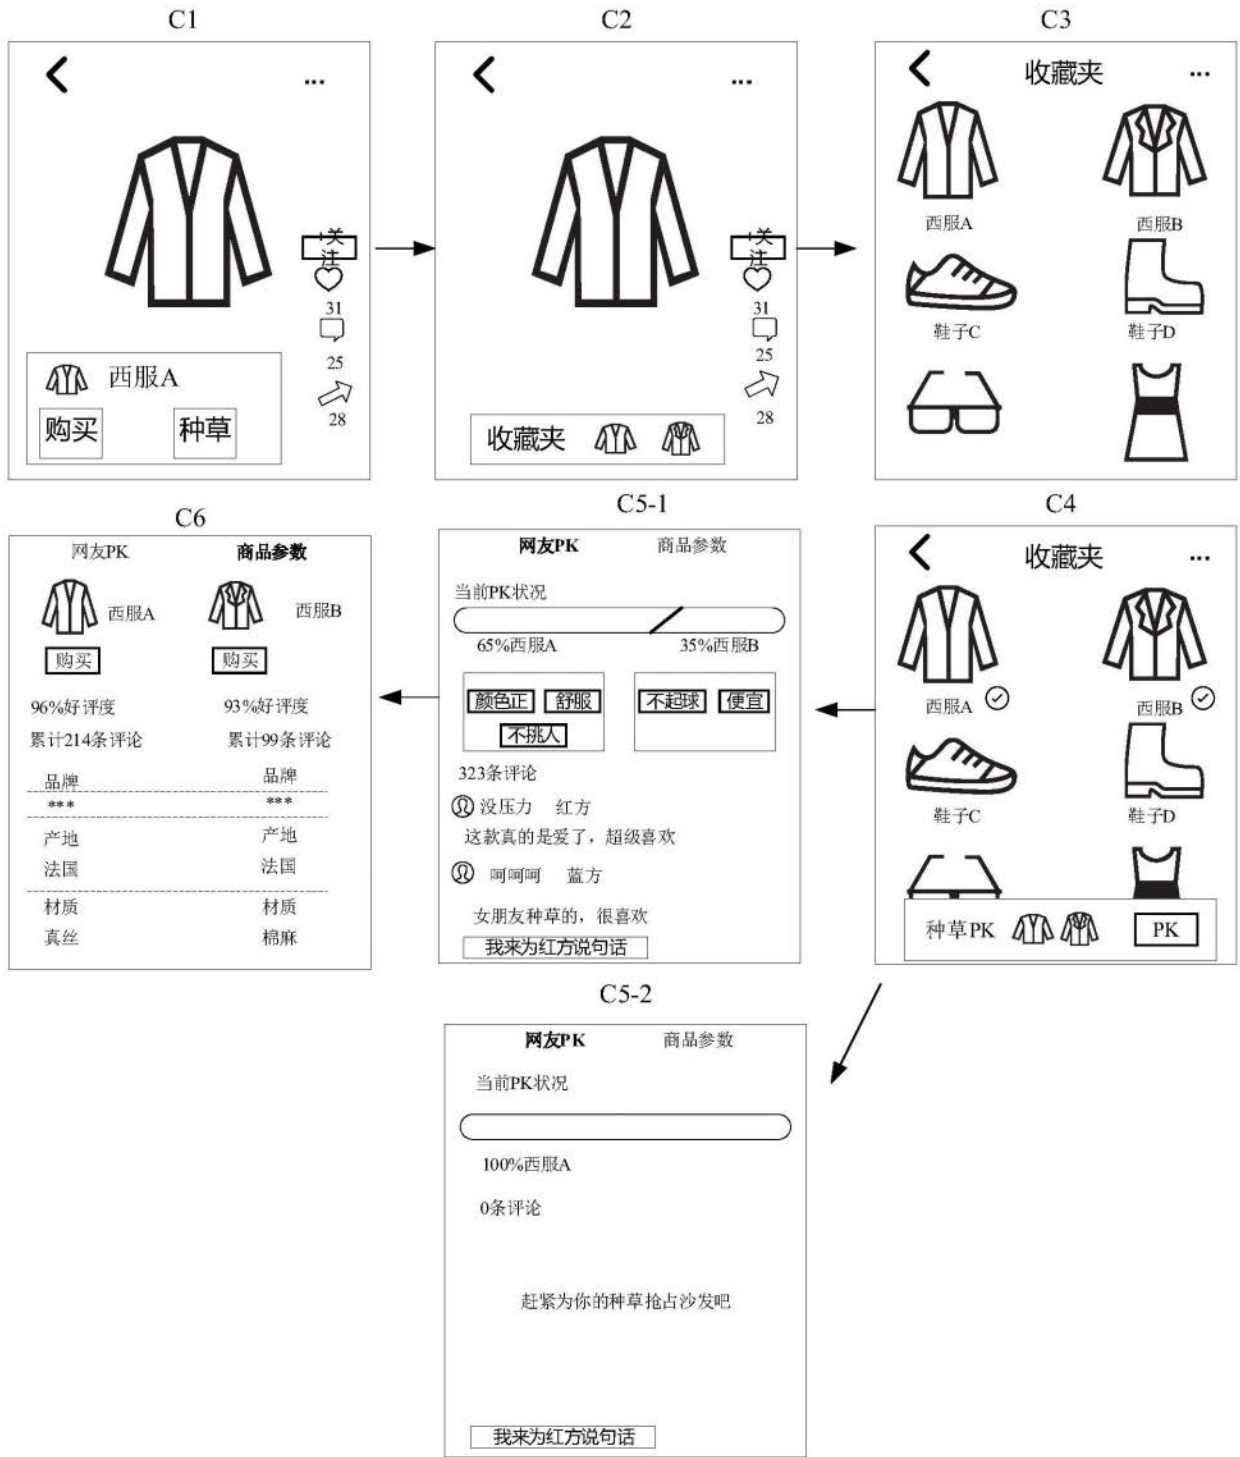 C1
...
+关
注
31
25
28
西服A
购买
种草
C2
...
+关
注
31
25
28
收藏夹
C3
收藏夹
...
西服A
西服B
鞋子C
鞋子D
C4
收藏夹
...
西服A
西服B
鞋子C
鞋子D
种草PK
PK
C5-1
网友PK
商品参数
当前PK状况
65%西服A
35%西服B
颜色正
舒服
不挑人
不起球
便宜
323条评论
没压力 红方
这款真的是爱了，超级喜欢
呵呵呵 蓝方
女朋友种草的，很喜欢
我来为红方说句话
C6
网友PK
商品参数
西服A
西服B
购买
购买
96%好评度
93%好评度
累计214条评论
累计99条评论
品牌
品牌
***
***
产地
产地
法国
法国
材质
材质
真丝
棉麻
C5-2
网友PK
商品参数
当前PK状况
100%西服A
0条评论
赶紧为你的种草抢占沙发吧
我来为红方说句话